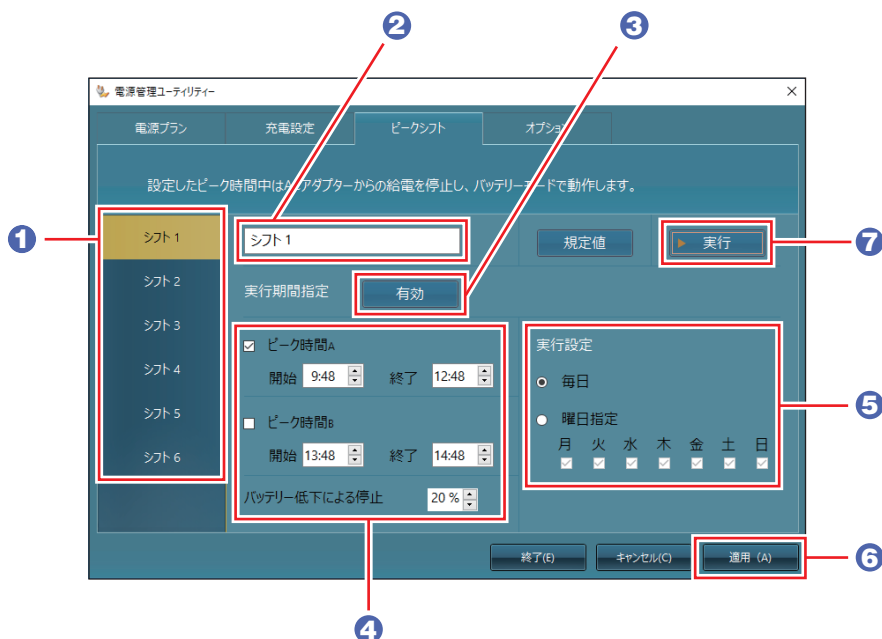 2
3
電源管理ユーティリティー
電源プラン 充電設定 ピークシフト オプション
設定したピーク時間中はACアダプターからの給電を停止し、バッテリーモードで動作します。
1 シフト 1 シフト 1 規定値 実行 7
シフト 2 実行期間指定 有効
シフト 3
ピーク時間A 実行設定
シフト 4 開始 9:48 終了 12:48 毎日
5
シフト 5 ピーク時間B 曜日指定
月 火 水 木 金 土 日
シフト 6 開始 13:48 終了 14:48
バッテリー低下による停止 20 %
終了(E) キャンセル(C) 適用 (A) 6
4